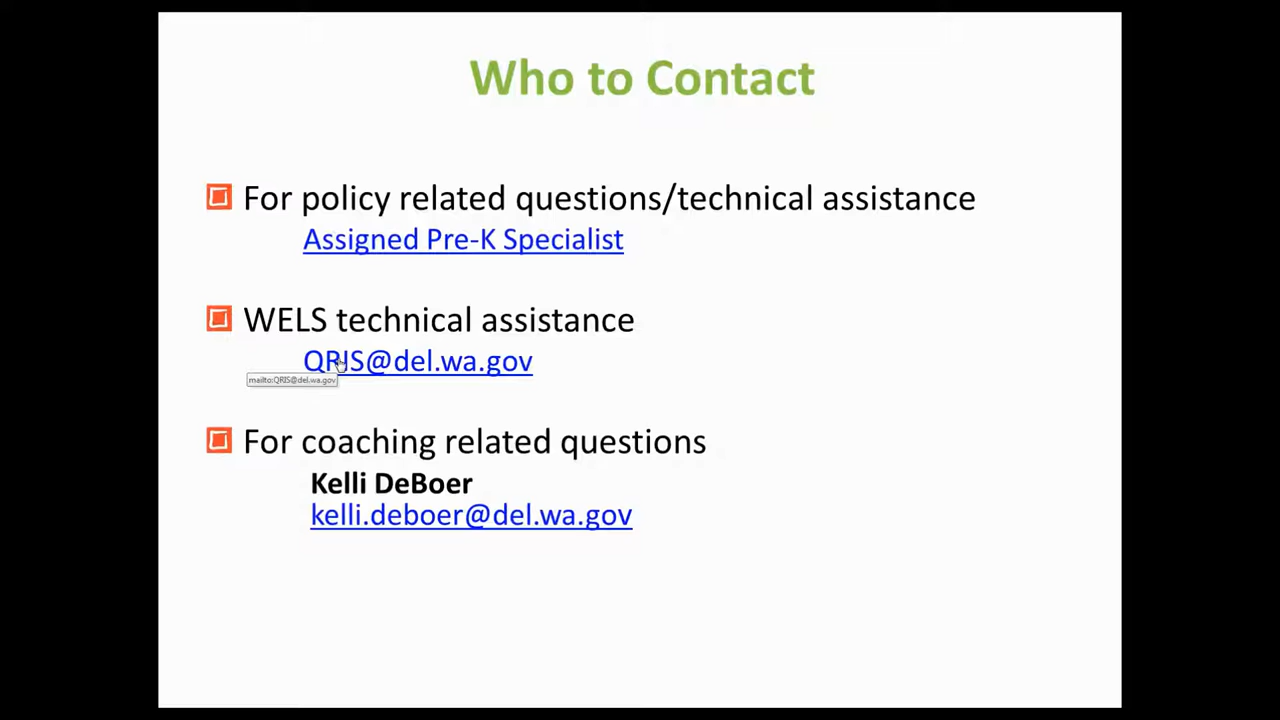 Who to Contact
For policy related questions/technical assistance
Assigned Pre-K Specialist
WELS technical assistance
QRIS@del.wa.gov
mailto:QRIS@del.wa.gov
For coaching related questions
Kelli DeBoer
kelli.deboer@del.wa.gov